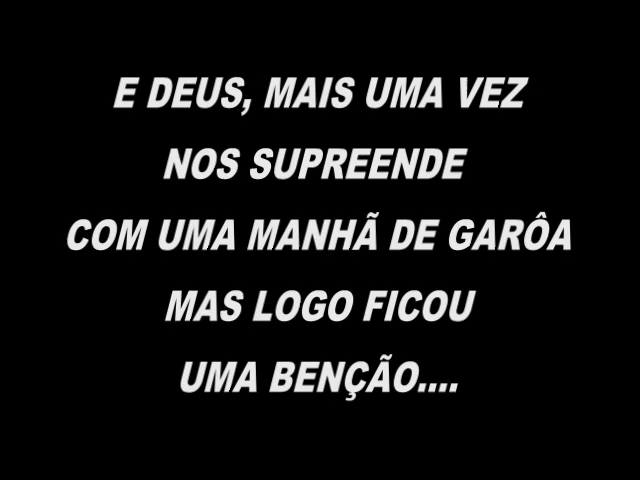 E DEUS, MAIS UMA VEZ
NOS SUPREENDE
COM UMA MANHÃ DE GARÔA
MAS LOGO FICOU
UMA BENÇÃO....